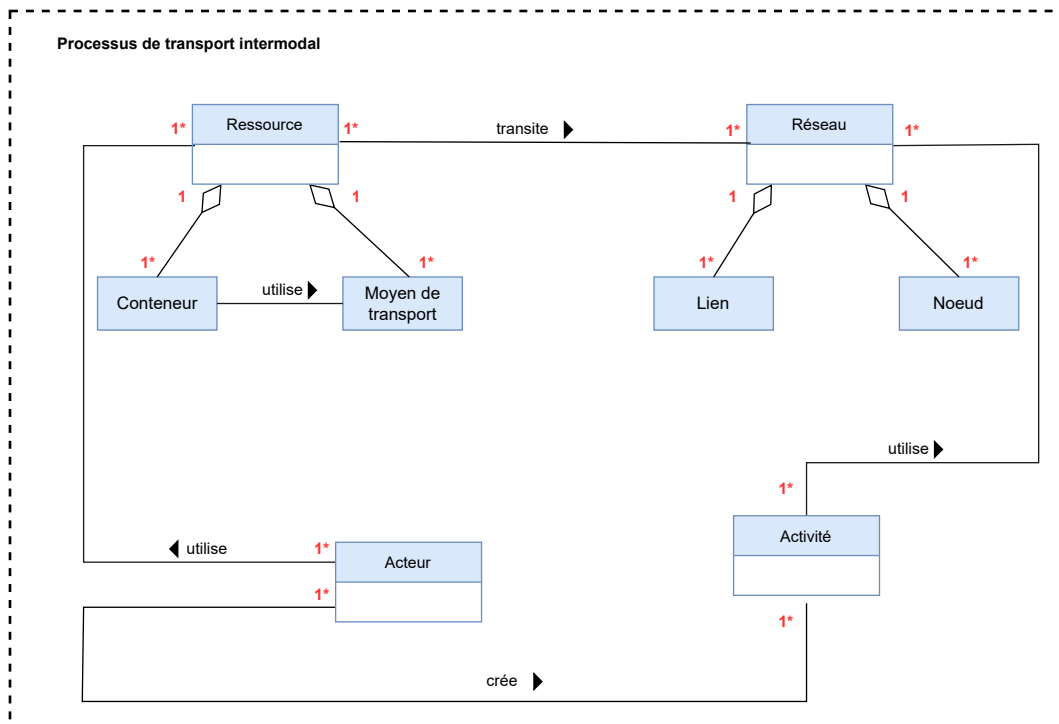 Processus de transport intermodal
1*
Ressource
1*
transite
1*
Réseau
1*
1
1
1
1
1*
1*
1*
1*
Conteneur
utilise
Moyen de
transport
Lien
Noeud
utilise
1*
Activité
utilise
1*
Acteur
1*
1*
crée